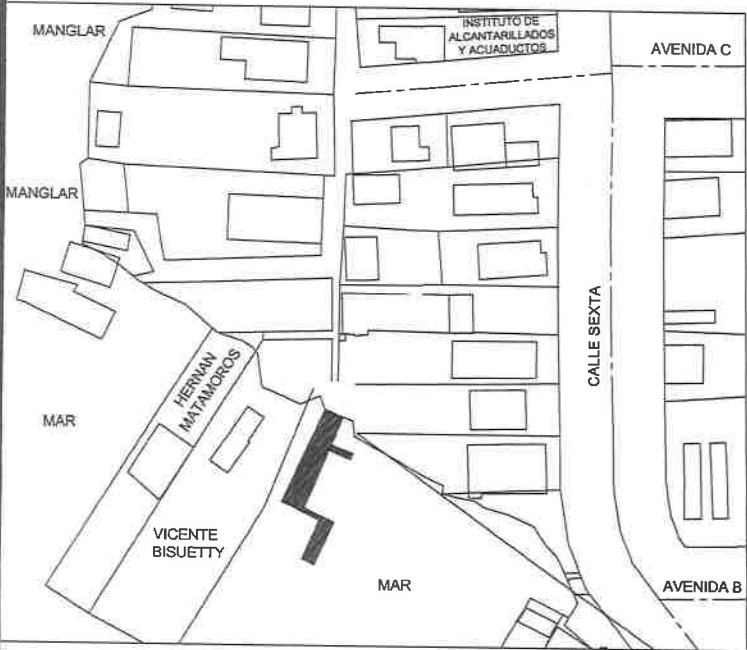 MANGLAR
INSTITUTO DE
ALCANTARILLADOS
Y ACUADUCTOS
AVENIDA C
MANGLAR
CALLE SEXTA
HERNAN
MATAMOROS
MAR
VICENTE
BISUETTY
MAR
AVENIDA B